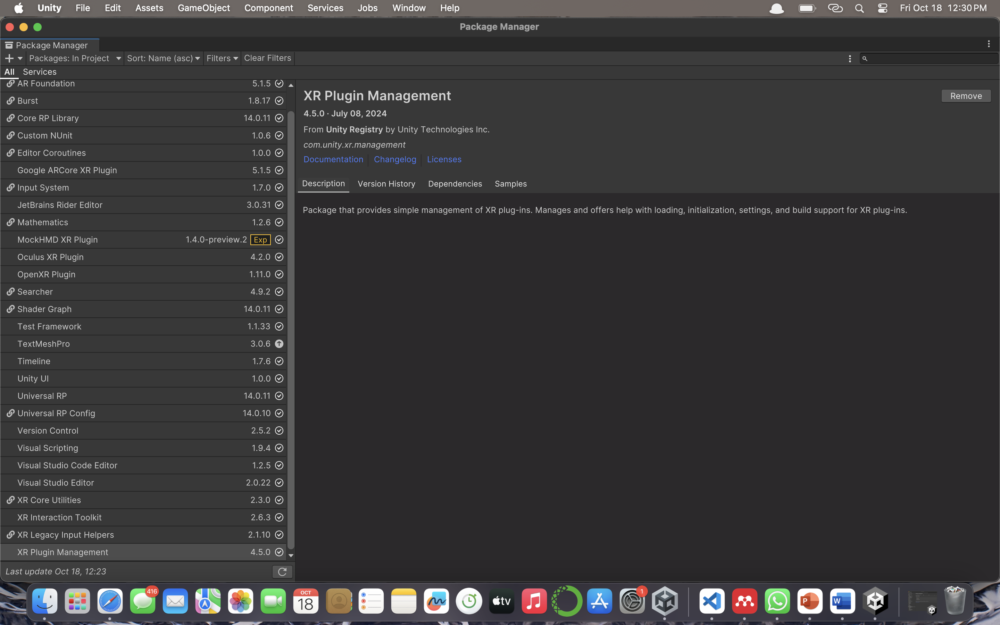 Unity File Edit Assets GameObject Component Services Jobs Window Help Fri Oct 18 12:30 PM
Package Manager
Package Manager
Packages: In Project Sort: Name (asc) Filters Clear Filters
All Services
AR Foundation 5.1.5
Burst 1.8.17
Core RP Library 14.0.11
Custom NUnit 1.0.6
Editor Coroutines 1.0.0
Google ARCore XR Plugin 5.1.5
Input System 1.7.0
JetBrains Rider Editor 3.0.31
Mathematics 1.2.6
MockHMD XR Plugin 1.4.0-preview.2 Exp
Oculus XR Plugin 4.2.0
OpenXR Plugin 1.11.0
Searcher 4.9.2
Shader Graph 14.0.11
Test Framework 1.1.33
TextMeshPro 3.0.6
Timeline 1.7.6
Unity UI 1.0.0
Universal RP 14.0.11
Universal RP Config 14.0.10
Version Control 2.5.2
Visual Scripting 1.9.4
Visual Studio Code Editor 1.2.5
Visual Studio Editor 2.0.22
XR Core Utilities 2.3.0
XR Interaction Toolkit 2.6.3
XR Legacy Input Helpers 2.1.10
XR Plugin Management 4.5.0
Last update Oct 18, 12:23
XR Plugin Management
Remove
4.5.0 · July 08, 2024
From Unity Registry by Unity Technologies Inc.
com.unity.xr.management
Documentation Changelog Licenses
Description Version History Dependencies Samples
Package that provides simple management of XR plug-ins. Manages and offers help with loading, initialization, settings, and build support for XR plug-ins.
416
OCT
18
tv
1
P
W